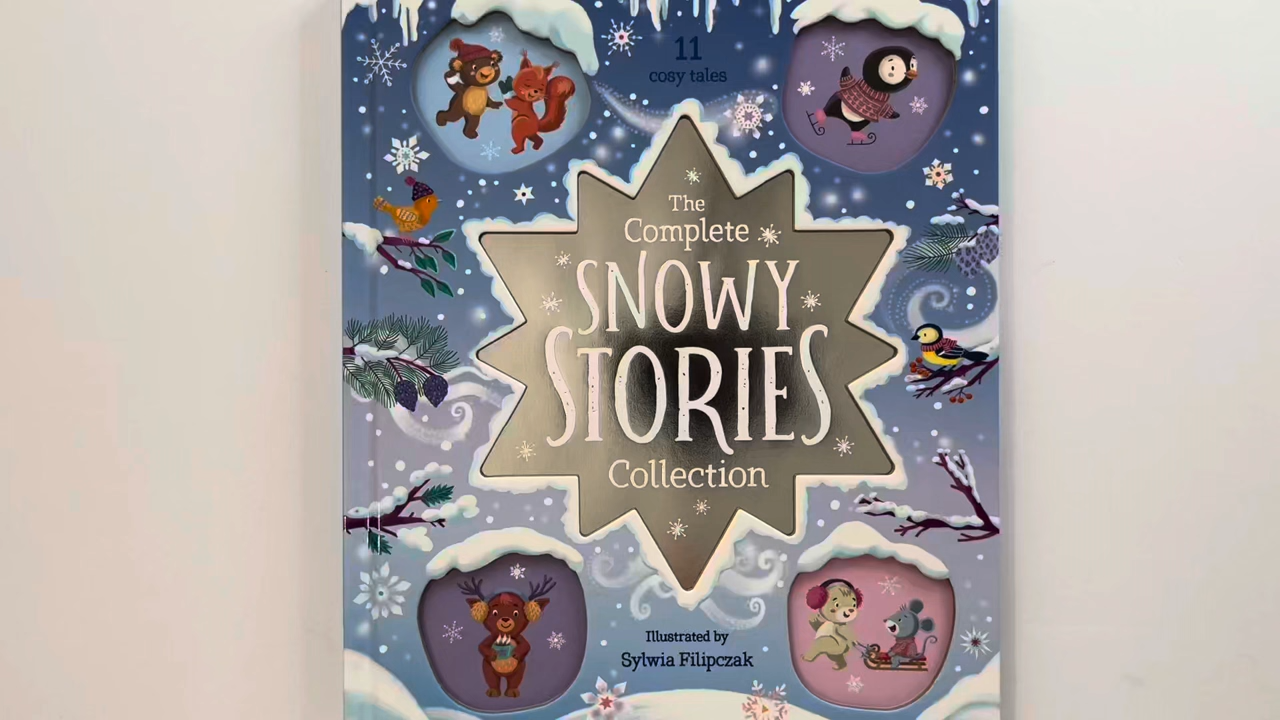 11
cosy tales
The
Complete
SNOWY
STORIES
Collection
Illustrated by
Sylwia Filipczak